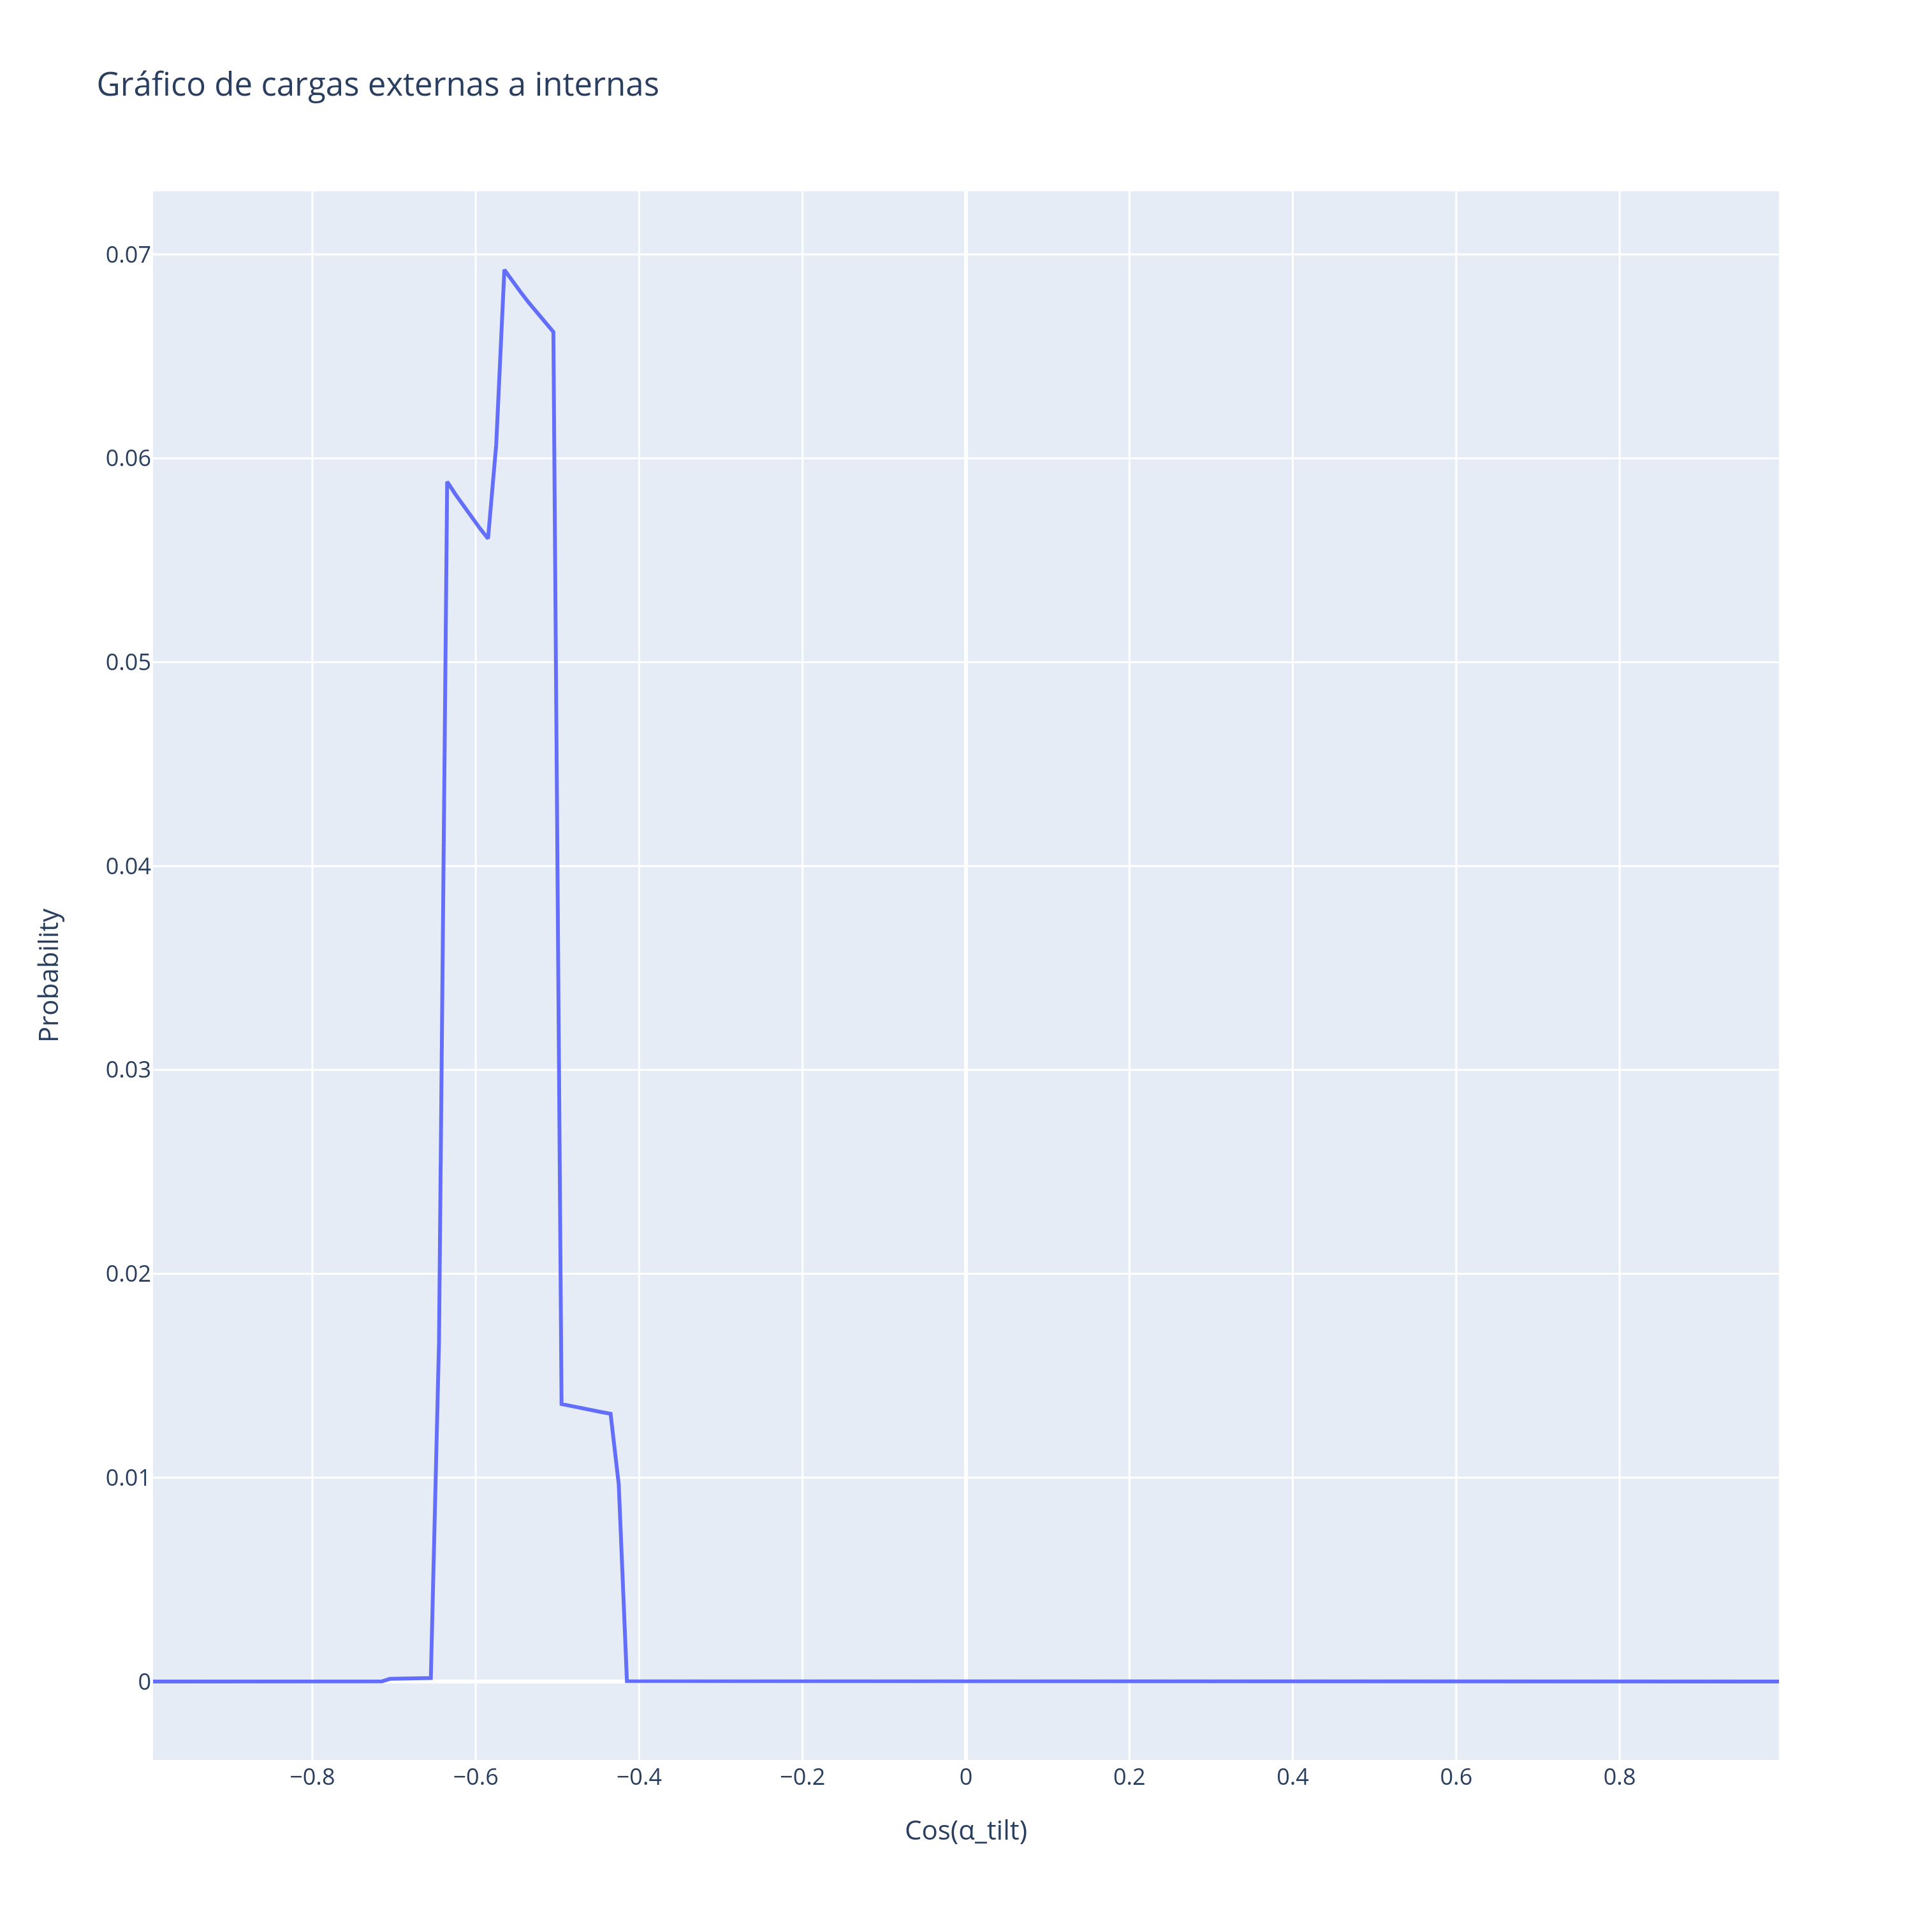 Gráfico de cargas externas a internas
0.07
0.06
0.05
0.04
0.03
0.02
0.01
0
Probability
−0.8 −0.6 −0.4 −0.2 0 0.2 0.4 0.6 0.8
Cos(α_tilt)